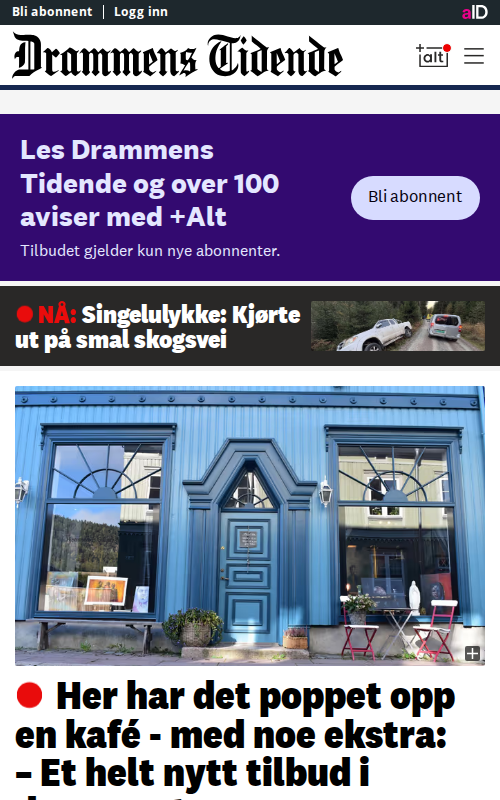 Bli abonnent
Logg inn
aID
Drammens Tidende
+alt
Les Drammens
Tidende og over 100
aviser med +Alt
Tilbudet gjelder kun nye abonnenter.
Bli abonnent
NÅ: Singelulykke: Kjørte
ut på smal skogsvei
Her har det poppet opp
en kafé - med noe ekstra:
– Et helt nytt tilbud i